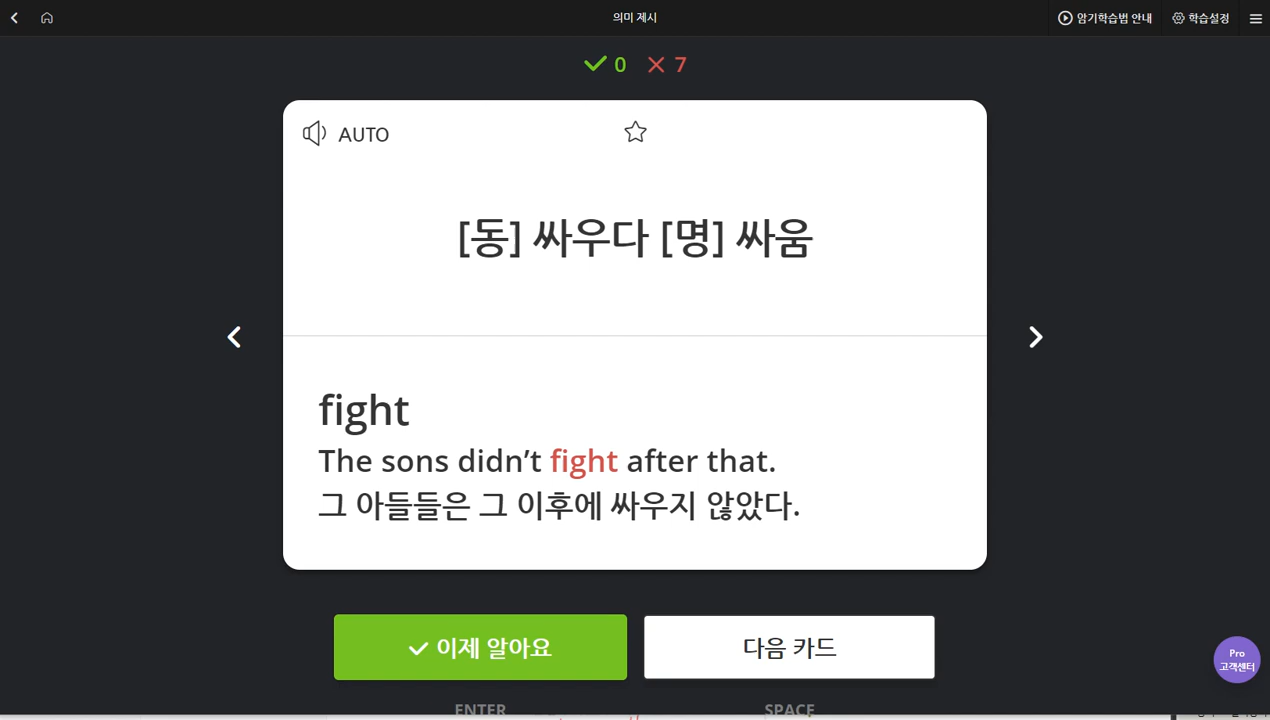 의미 제시
암기학습법 안내
학습설정
0
7
AUTO
[동] 싸우다 [명] 싸움
fight
The sons didn’t fight after that.
그 아들들은 그 이후에 싸우지 않았다.
이제 알아요
다음 카드
Pro
고객센터
ENTER
SPACE